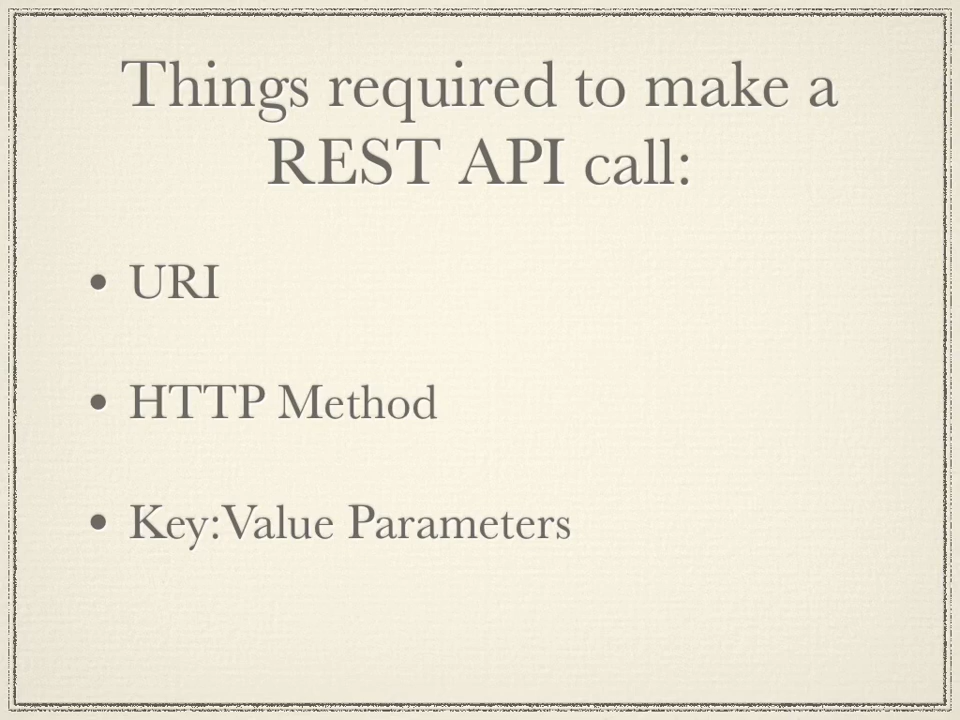 Things required to make a
REST API call:
• URI
• HTTP Method
• Key:Value Parameters